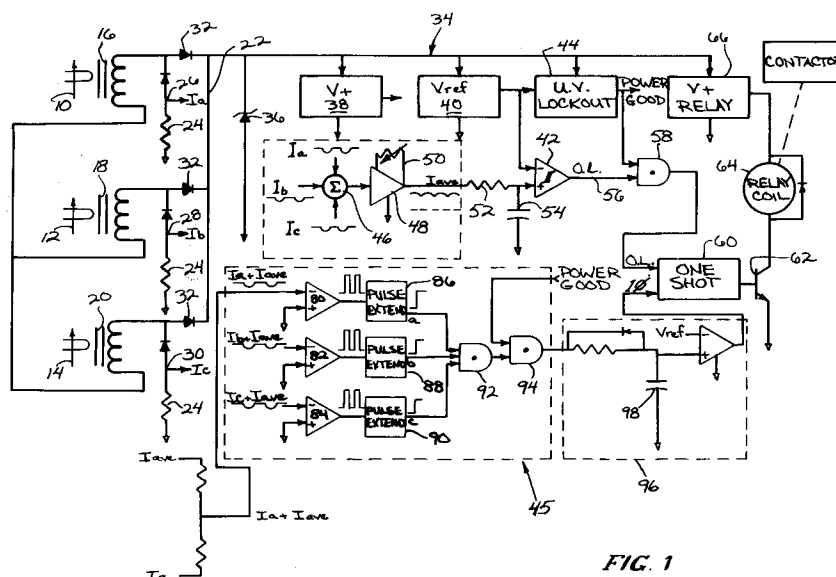 16
32
34
44
66
10
22
26
Ia
24
V+
38
Vref
40
U.V.
LOCKOUT
POWER
GOOD
V+
RELAY
CONTACTOR
36
18
32
12
28
Ib
24
Ia
Ib
Ic
Σ
46
50
48
Iave
52
54
42
O.L.
56
58
64
RELAY
COIL
20
32
14
30
Ic
24
O.L.
1φ
60
ONE
SHOT
62
Ia+Iave
80
PULSE
EXTEND
86
a
Ib+Iave
82
PULSE
EXTEND
b
88
Ic+Iave
84
PULSE
EXTEND
c
90
92
94
POWER
GOOD
Vref
98
96
45
Iave
Ia + Iave
Ia
FIG. 1